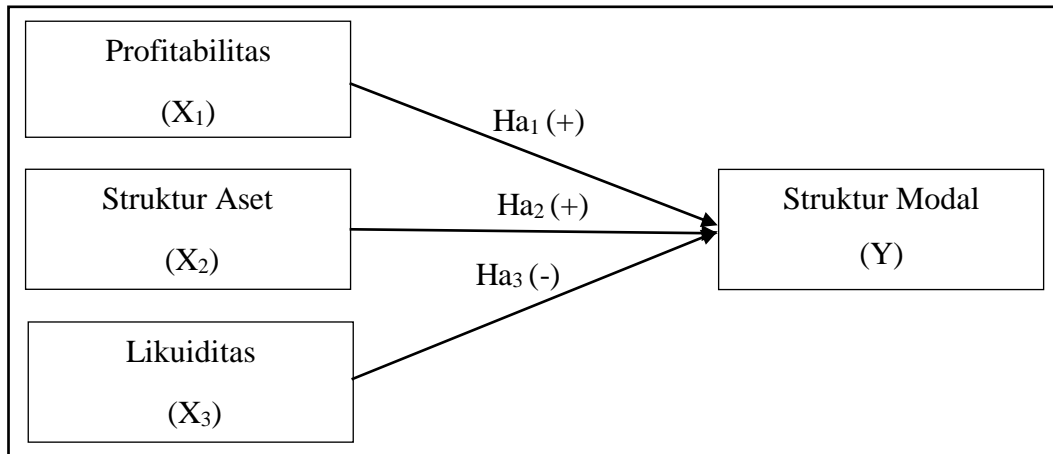 Profitabilitas
(X₁)
Ha₁ (+)
Struktur Aset
(X₂)
Ha₂ (+)
Struktur Modal
(Y)
Ha₃ (-)
Likuiditas
(X₃)